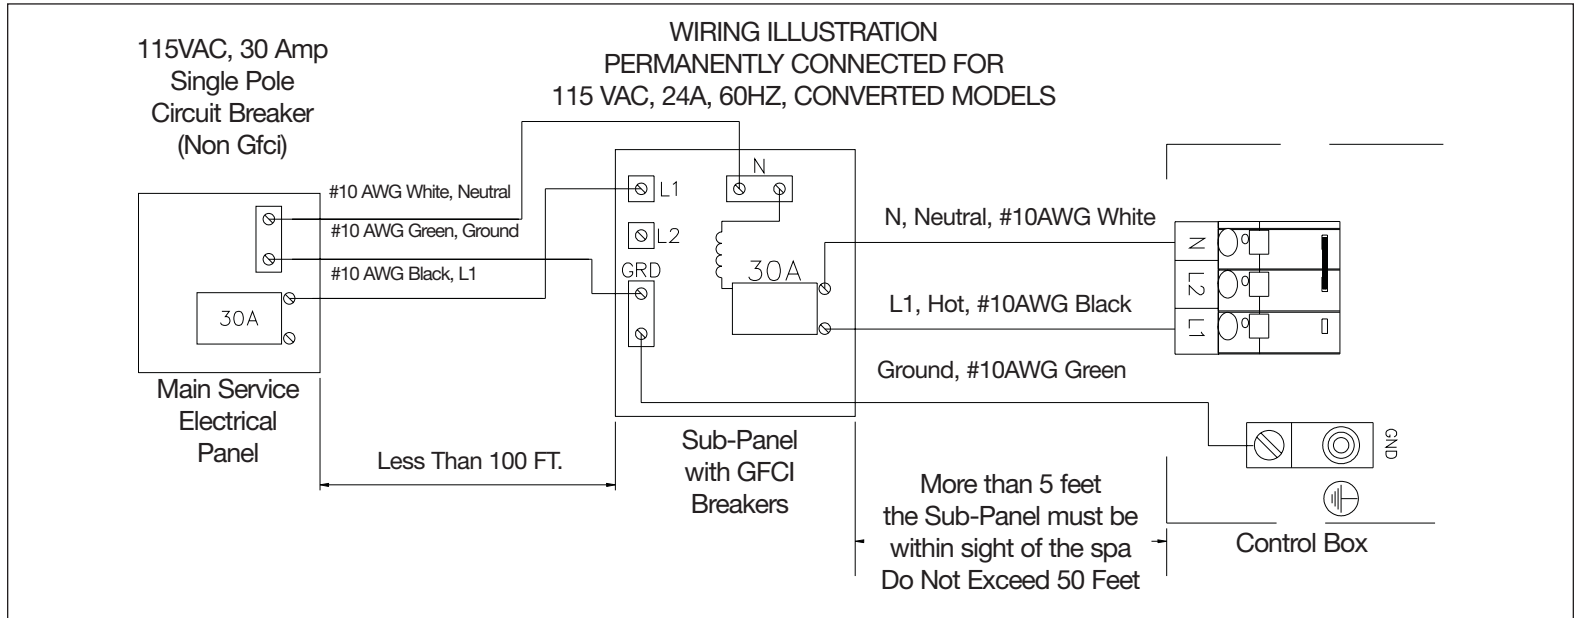 WIRING ILLUSTRATION
PERMANENTLY CONNECTED FOR
115 VAC, 24A, 60HZ, CONVERTED MODELS
115VAC, 30 Amp
Single Pole
Circuit Breaker
(Non Gfci)
#10 AWG White, Neutral
#10 AWG Green, Ground
#10 AWG Black, L1
30A
Main Service
Electrical
Panel
Less Than 100 FT.
L1
N
L2
GRD
30A
Sub-Panel
with GFCI
Breakers
N, Neutral, #10AWG White
L1, Hot, #10AWG Black
Ground, #10AWG Green
More than 5 feet
the Sub-Panel must be
within sight of the spa
Do Not Exceed 50 Feet
N
L2
L1
GND
Control Box